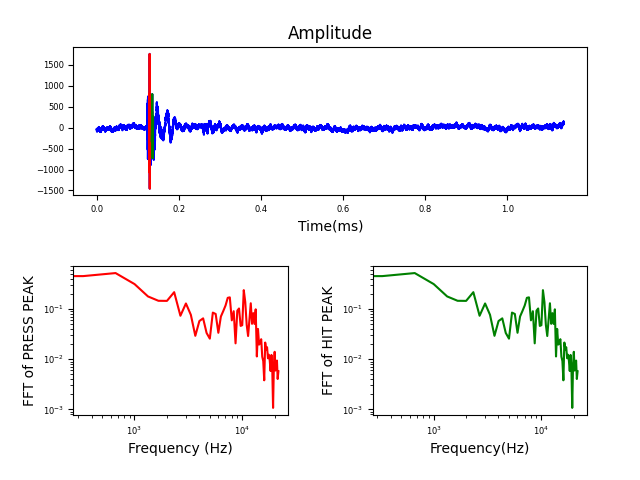 Amplitude
1500
1000
500
0
−500
−1000
−1500
0.0 0.2 0.4 0.6 0.8 1.0
Time(ms)
FFT of PRESS PEAK
10⁻¹
10⁻²
10⁻³
10³ 10⁴
Frequency (Hz)
FFT of HIT PEAK
10⁻¹
10⁻²
10⁻³
10³ 10⁴
Frequency(Hz)